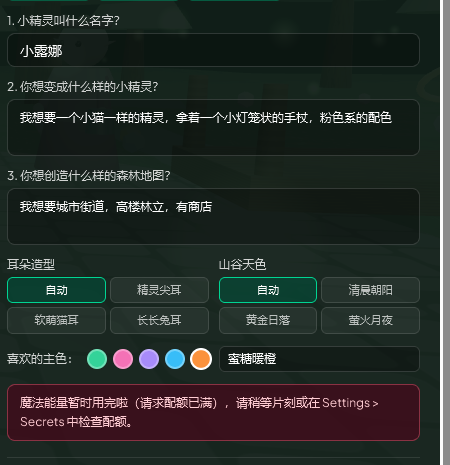 1. 小精灵叫什么名字?
小露娜
2. 你想变成什么样的小精灵?
我想要一个小猫一样的精灵，拿着一个小灯笼状的手杖，粉色系的配色
3. 你想创造什么样的森林地图?
我想要城市街道，高楼林立，有商店
耳朵造型 山谷天色
自动 精灵尖耳 自动 清晨朝阳
软萌猫耳 长长兔耳 黄金日落 萤火月夜
喜欢的主色： 蜜糖暖橙
魔法能量暂时用完啦（请求配额已满），请稍等片刻或在 Settings >
Secrets 中检查配额。